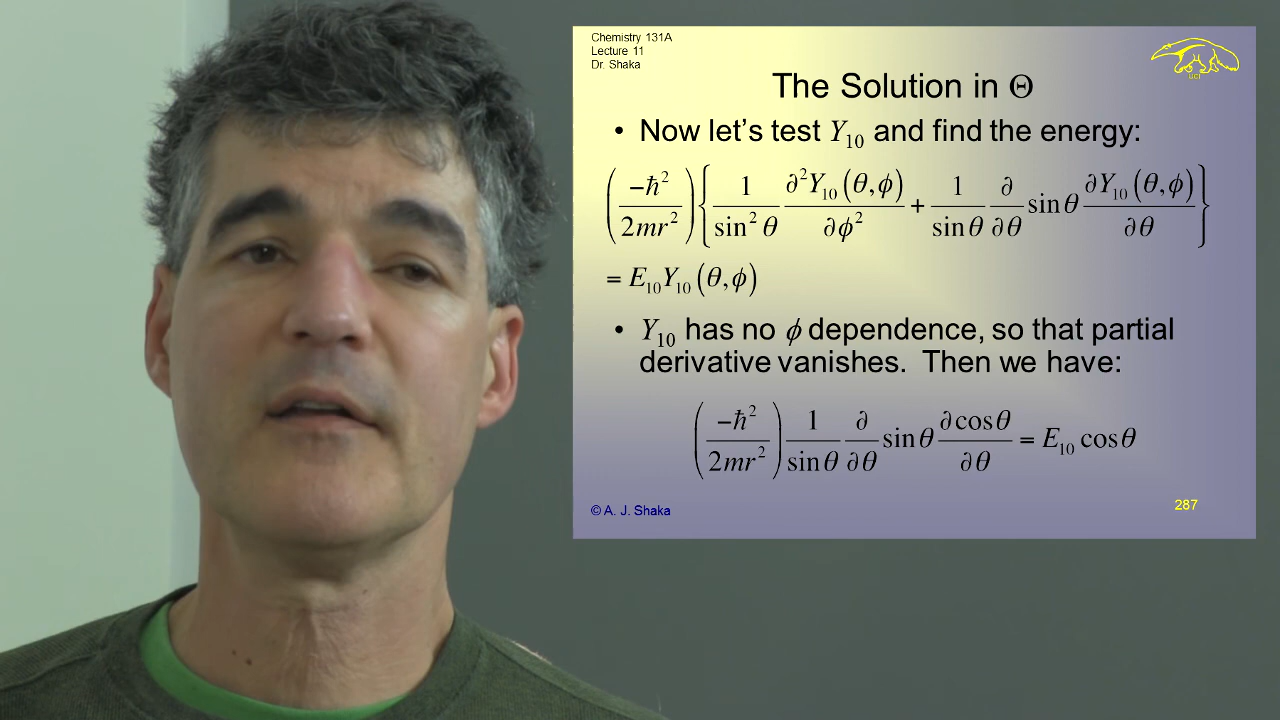 Chemistry 131A
Lecture 11
Dr. Shaka
UCI
The Solution in Θ
• Now let's test Y₁₀ and find the energy:
(−ħ²/2mr²){1/sin²θ ∂²Y₁₀(θ,ϕ)/∂ϕ² + 1/sinθ ∂/∂θ sinθ ∂Y₁₀(θ,ϕ)/∂θ}
= E₁₀Y₁₀(θ,ϕ)
• Y₁₀ has no ϕ dependence, so that partial
derivative vanishes. Then we have:
(−ħ²/2mr²) 1/sinθ ∂/∂θ sinθ ∂cosθ/∂θ = E₁₀ cosθ
© A. J. Shaka
287